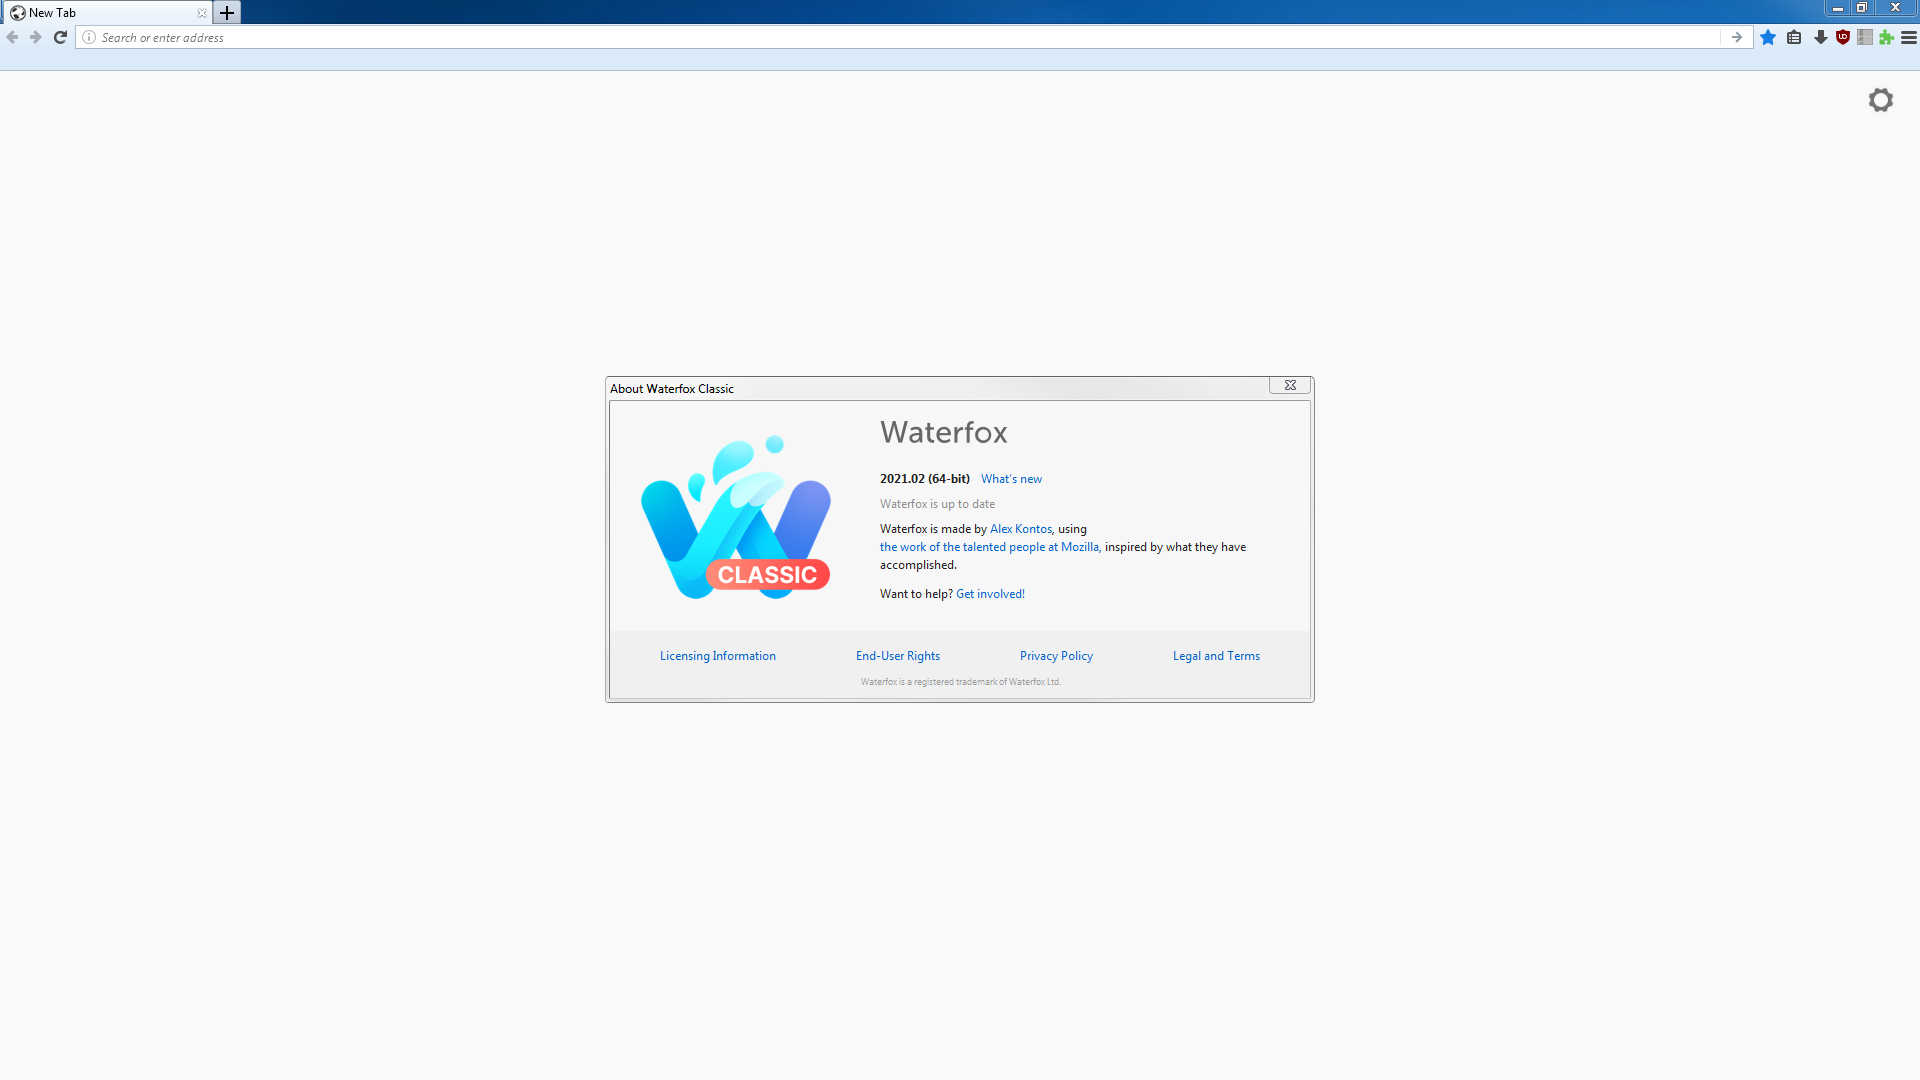 New Tab
Search or enter address
About Waterfox Classic
Waterfox
2021.02 (64-bit) What's new
Waterfox is up to date
Waterfox is made by Alex Kontos, using
the work of the talented people at Mozilla, inspired by what they have
accomplished.
Want to help? Get involved!
CLASSIC
Licensing Information End-User Rights Privacy Policy Legal and Terms
Waterfox is a registered trademark of Waterfox Ltd.